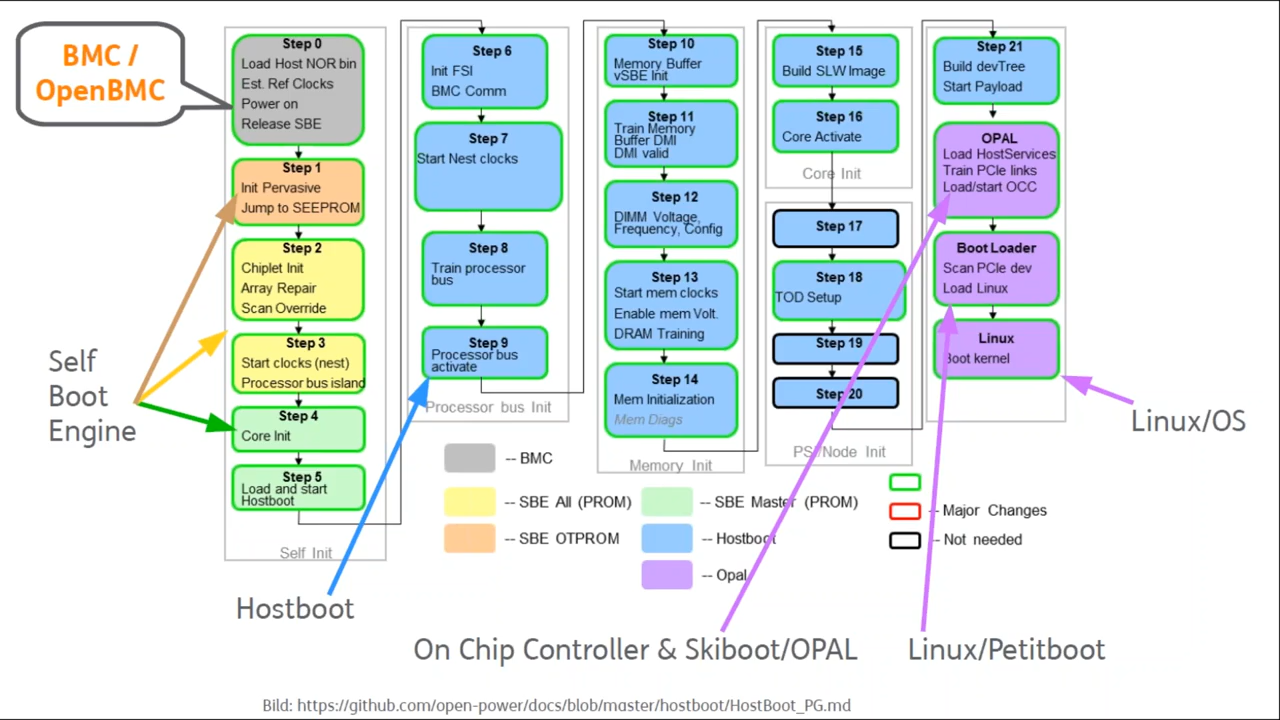 BMC /
OpenBMC
Step 0
Load Host NOR bin
Est. Ref Clocks
Power on
Release SBE
Step 1
Init Pervasive
Jump to SEEPROM
Step 2
Chiplet Init
Array Repair
Scan Override
Step 3
Start clocks (nest)
Processor bus island
Step 4
Core Init
Step 5
Load and start
Hostboot
Self Init
Step 6
Init FSI
BMC Comm
Step 7
Start Nest clocks
Step 8
Train processor
bus
Step 9
Processor bus
activate
Processor bus Init
Step 10
Memory Buffer
vSBE Init
Step 11
Train Memory
Buffer DMI
DMI valid
Step 12
DIMM Voltage,
Frequency, Config
Step 13
Start mem clocks
Enable mem Volt.
DRAM Training
Step 14
Mem Initialization
Mem Diags
Memory Init
Step 15
Build SLW Image
Step 16
Core Activate
Core Init
Step 17
Step 18
TOD Setup
Step 19
Step 20
PSI/Node Init
Step 21
Build devTree
Start Payload
OPAL
Load HostServices
Train PCIe links
Load/start OCC
Boot Loader
Scan PCIe dev
Load Linux
Linux
Boot kernel
Self
Boot
Engine
-- BMC
-- SBE All (PROM)
-- SBE OTPROM
-- SBE Master (PROM)
-- Hostboot
-- Opal
-- Major Changes
-- Not needed
Hostboot
On Chip Controller & Skiboot/OPAL
Linux/Petitboot
Linux/OS
Bild: https://github.com/open-power/docs/blob/master/hostboot/HostBoot_PG.md